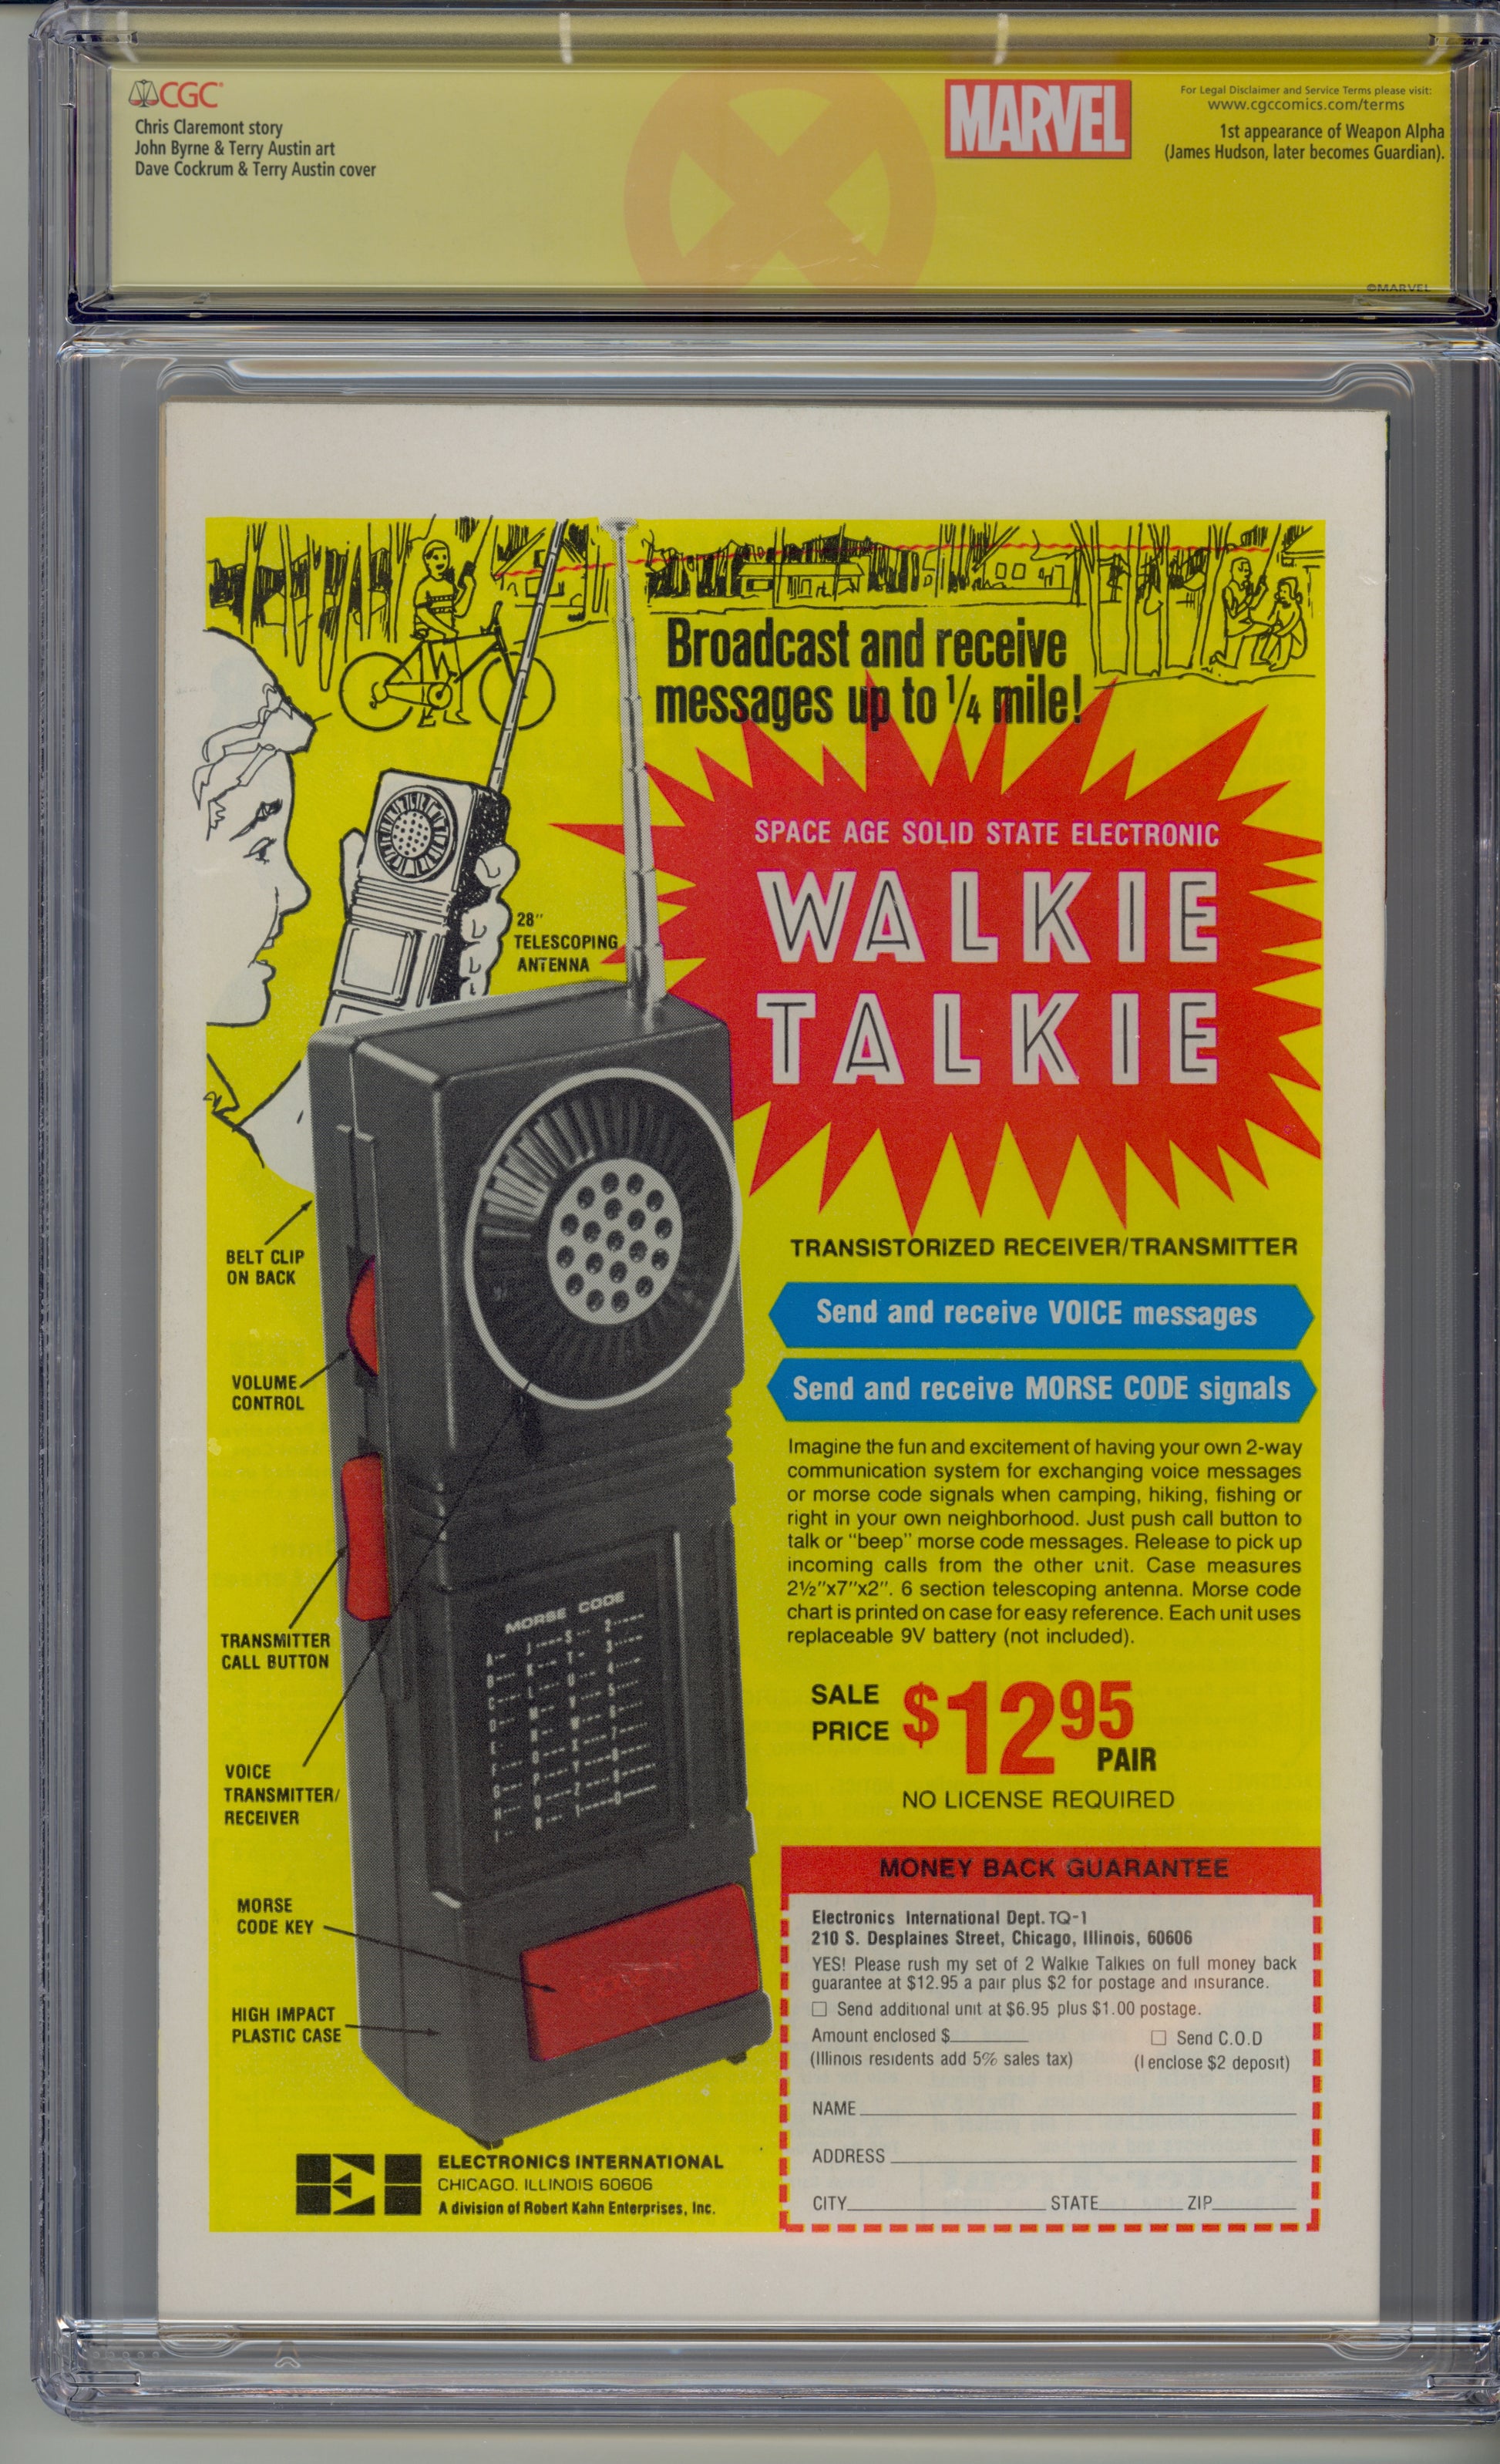 CGC
Chris Claremont story
John Byrne & Terry Austin art
Dave Cockrum & Terry Austin cover
MARVEL
For Legal Disclaimer and Service Terms please visit:
www.cgccomics.com/terms
1st appearance of Weapon Alpha
(James Hudson, later becomes Guardian).
©MARVEL
Broadcast and receive
messages up to 1/4 mile!
SPACE AGE SOLID STATE ELECTRONIC
WALKIE
TALKIE
28"
TELESCOPING
ANTENNA
BELT CLIP
ON BACK
VOLUME
CONTROL
TRANSMITTER
CALL BUTTON
VOICE
TRANSMITTER/
RECEIVER
MORSE
CODE KEY
HIGH IMPACT
PLASTIC CASE
MORSE CODE
TRANSISTORIZED RECEIVER/TRANSMITTER
Send and receive VOICE messages
Send and receive MORSE CODE signals
Imagine the fun and excitement of having your own 2-way
communication system for exchanging voice messages
or morse code signals when camping, hiking, fishing or
right in your own neighborhood. Just push call button to
talk or “beep” morse code messages. Release to pick up
incoming calls from the other unit. Case measures
2½"x7"x2". 6 section telescoping antenna. Morse code
chart is printed on case for easy reference. Each unit uses
replaceable 9V battery (not included).
SALE
PRICE $12 95
PAIR
NO LICENSE REQUIRED
MONEY BACK GUARANTEE
Electronics International Dept. TQ-1
210 S. Desplaines Street, Chicago, Illinois, 60606
YES! Please rush my set of 2 Walkie Talkies on full money back
guarantee at $12.95 a pair plus $2 for postage and insurance.
☐ Send additional unit at $6.95 plus $1.00 postage.
Amount enclosed $________ ☐ Send C.O.D
(Illinois residents add 5% sales tax) (I enclose $2 deposit)
NAME
ADDRESS
CITY STATE ZIP
ELECTRONICS INTERNATIONAL
CHICAGO. ILLINOIS 60606
A division of Robert Kahn Enterprises, Inc.